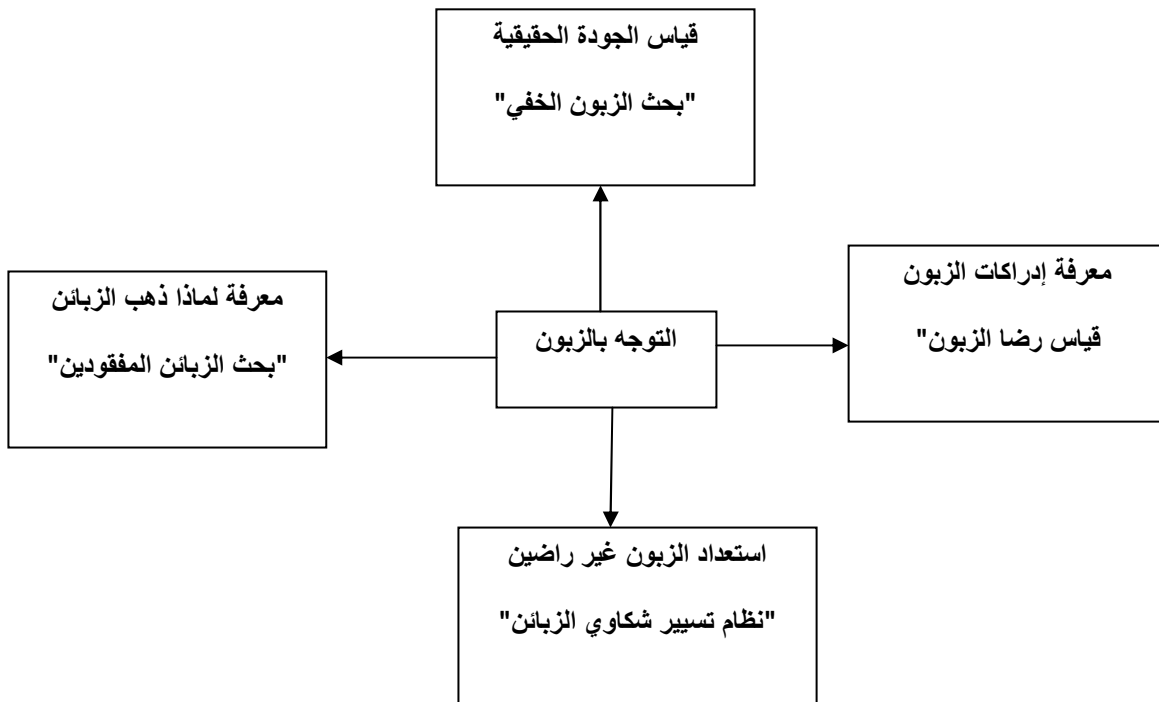 قياس الجودة الحقيقية
"بحث الزبون الخفي"
معرفة إدراكات الزبون
قياس رضا الزبون"
التوجه بالزبون
معرفة لماذا ذهب الزبائن
"بحث الزبائن المفقودين"
استعداد الزبون غير راضين
"نظام تسيير شكاوي الزبائن"